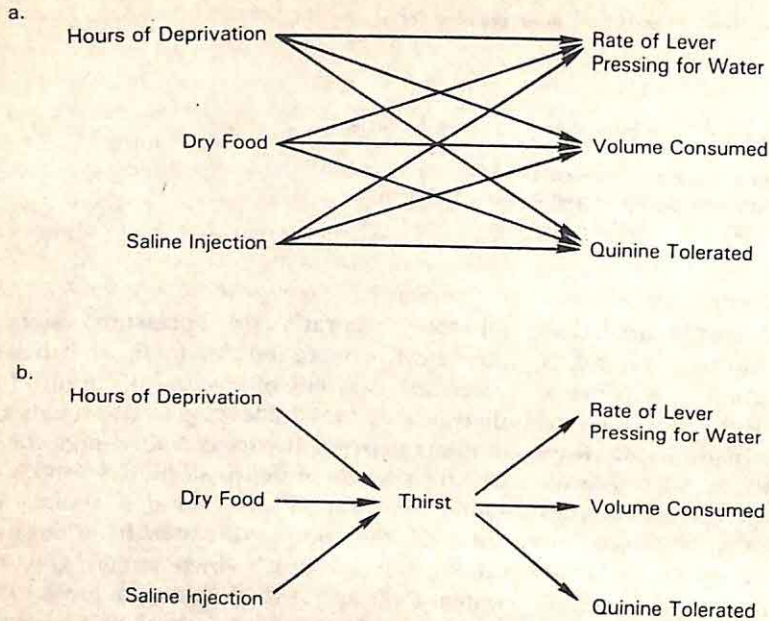 a.
Hours of Deprivation
Rate of Lever
Pressing for Water
Dry Food
Volume Consumed
Saline Injection
Quinine Tolerated
b.
Hours of Deprivation
Rate of Lever
Pressing for Water
Dry Food
Thirst
Volume Consumed
Saline Injection
Quinine Tolerated